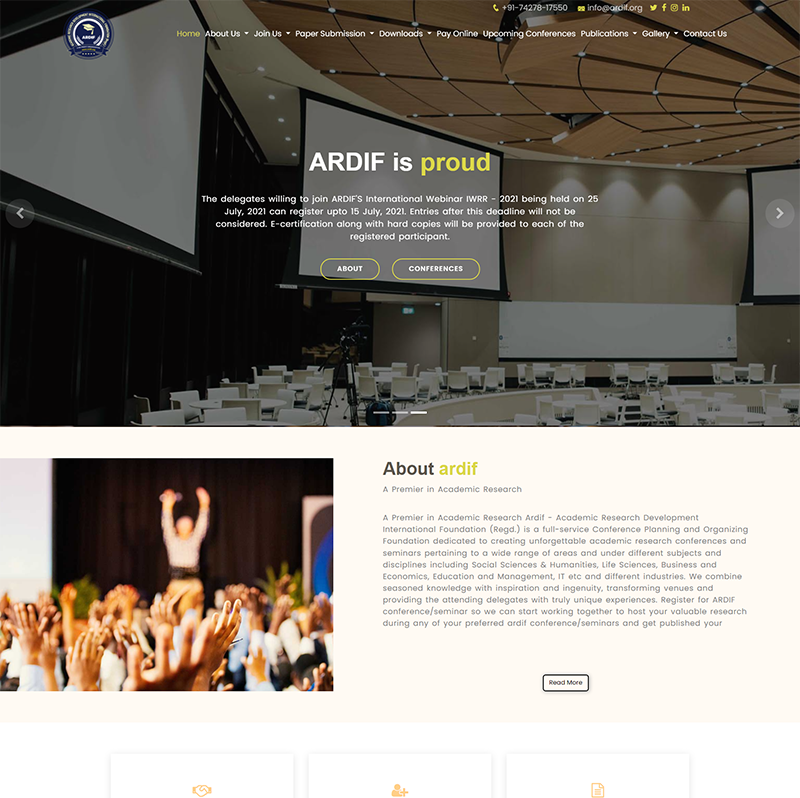 +91-74278-17550 info@ardif.org
ARDIF
Home About Us Join Us Paper Submission Downloads Pay Online Upcoming Conferences Publications Gallery Contact Us
ARDIF is proud
The delegates willing to join ARDIF'S International Webinar IWRR - 2021 being held on 25
July, 2021 can register upto 15 July, 2021. Entries after this deadline will not be
considered. E-certification along with hard copies will be provided to each of the
registered participant.
ABOUT CONFERENCES
About ardif
A Premier in Academic Research
A Premier in Academic Research Ardif - Academic Research Development
International Foundation (Regd.) is a full-service Conference Planning and Organizing
Foundation dedicated to creating unforgettable academic research conferences and
seminars pertaining to a wide range of areas and under different subjects and
disciplines including Social Sciences & Humanities, Life Sciences, Business and
Economics, Education and Management, IT etc and different industries. We combine
seasoned knowledge with inspiration and ingenuity, transforming venues and
providing the attending delegates with truly unique experiences. Register for ARDIF
conference/seminar so we can start working together to host your valuable research
during any of your preferred ardif conference/seminars and get published your
Read More